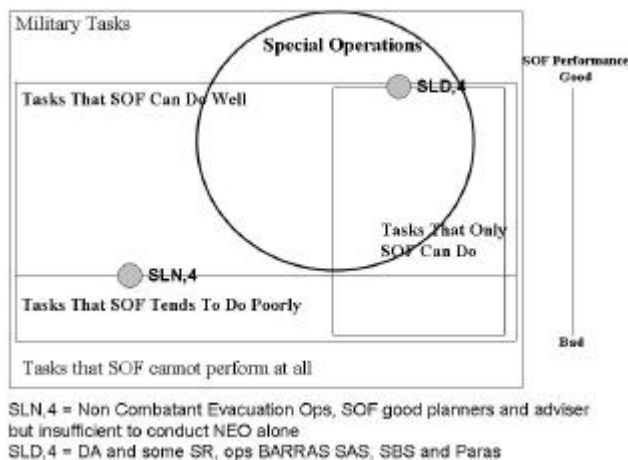 Military Tasks
Special Operations
SOF Performance
Good
Tasks That SOF Can Do Well
SLD,4
Tasks That Only
SOF Can Do
SLN,4
Tasks That SOF Tends To Do Poorly
Bad
Tasks that SOF cannot perform at all
SLN,4 = Non Combatant Evacuation Ops, SOF good planners and adviser
but insufficient to conduct NEO alone
SLD,4 = DA and some SR, ops BARRAS SAS, SBS and Paras